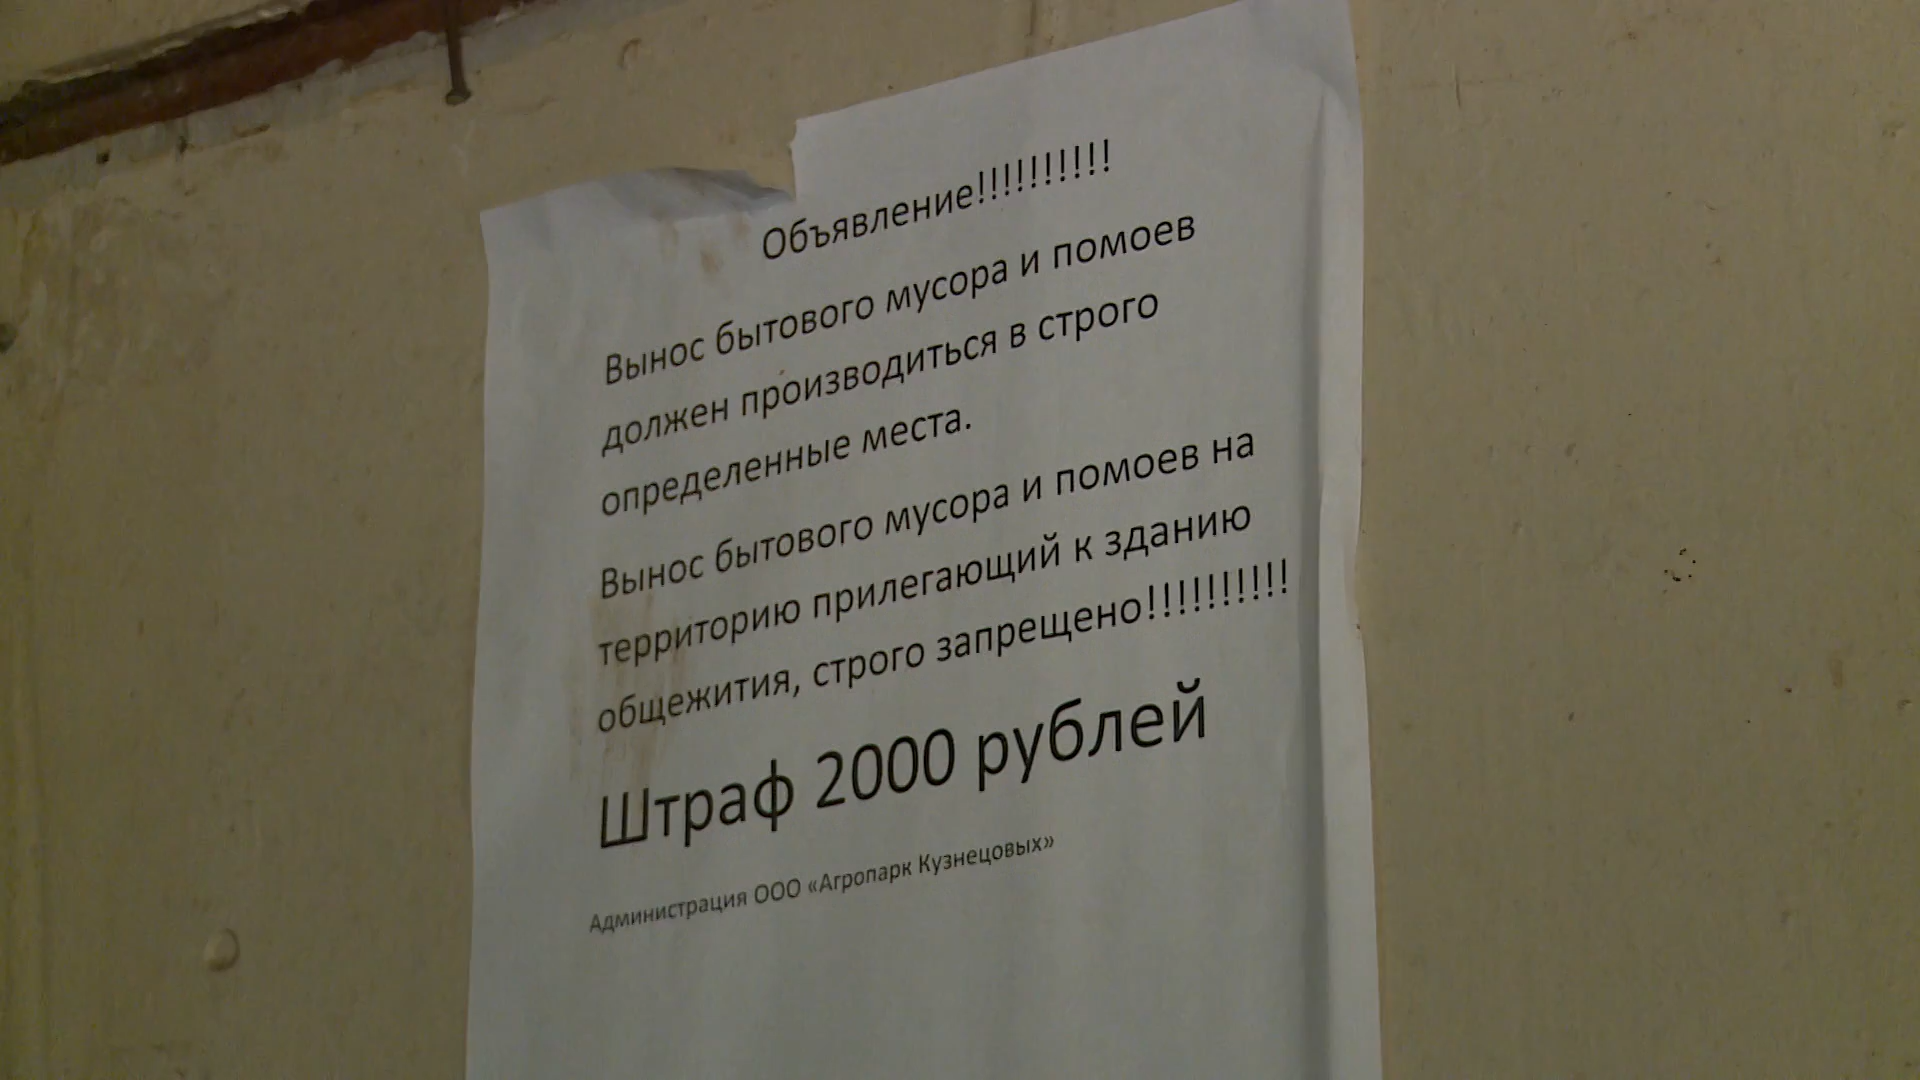 Объявление!!!!!!!!!!
Вынос бытового мусора и помоев
должен производиться в строго
определенные места.
Вынос бытового мусора и помоев на
территорию прилегающий к зданию
общежития, строго запрещено!!!!!!!!!!
Штраф 2000 рублей
Администрация ООО «Агропарк Кузнецовых»